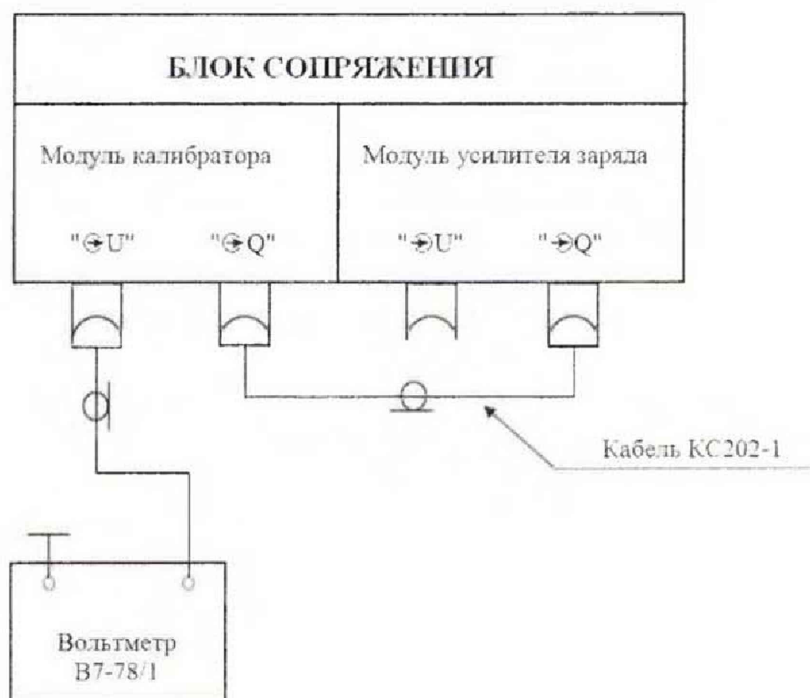 БЛОК СОПРЯЖЕНИЯ
Модуль калибратора
Модуль усилителя заряда
"U"
"Q"
"U"
"Q"
Кабель КС202-1
Вольтметр
В7-78/1